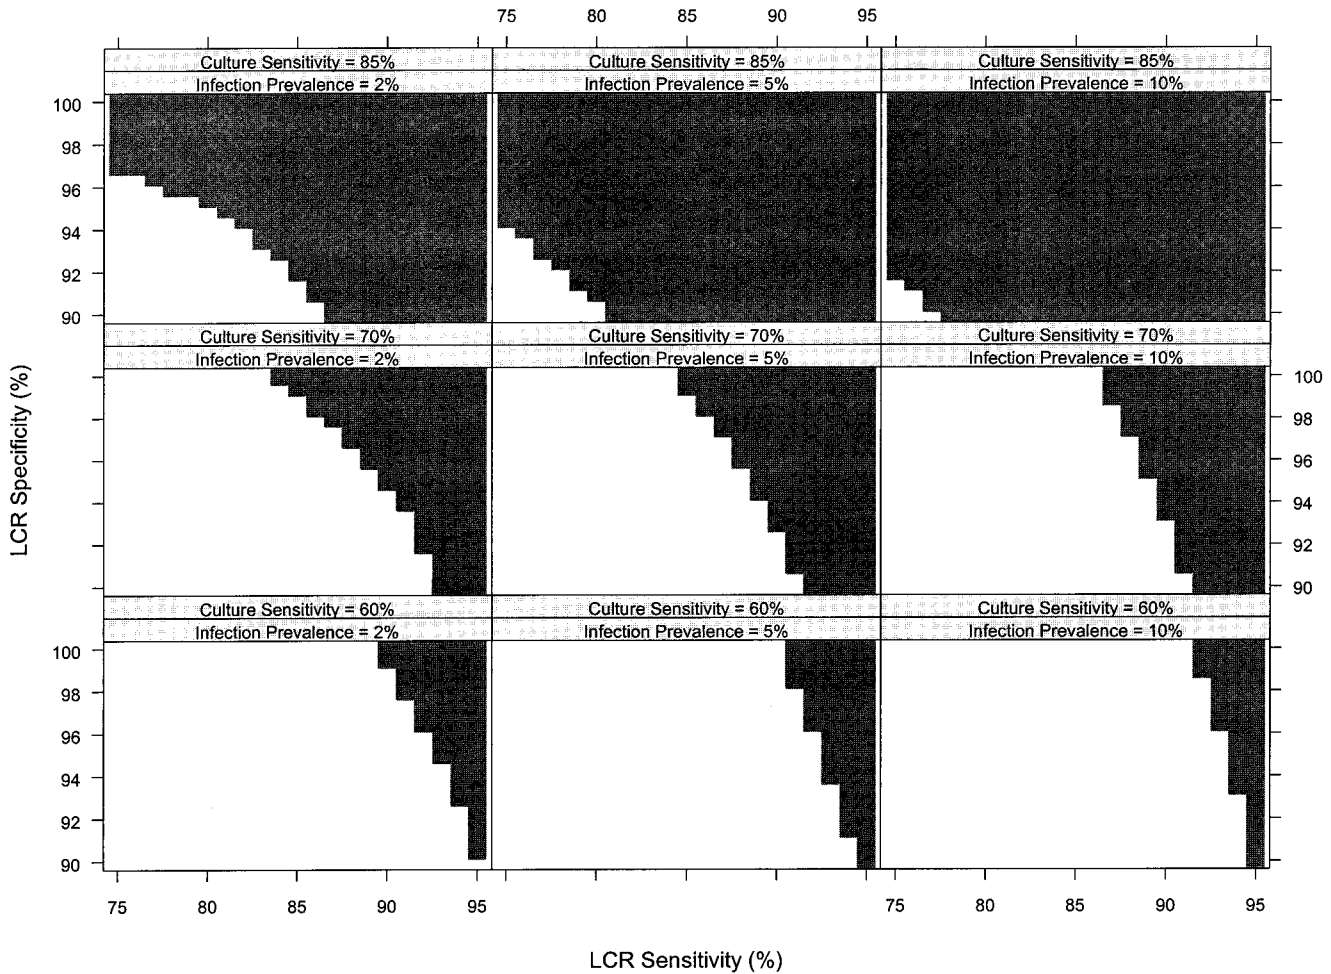 75 80 85 90 95
Culture Sensitivity = 85% Culture Sensitivity = 85% Culture Sensitivity = 85%
Infection Prevalence = 2% Infection Prevalence = 5% Infection Prevalence = 10%
100
98
96
94
92
90
Culture Sensitivity = 70% Culture Sensitivity = 70% Culture Sensitivity = 70%
Infection Prevalence = 2% Infection Prevalence = 5% Infection Prevalence = 10%
100
98
96
94
92
90
LCR Specificity (%)
Culture Sensitivity = 60% Culture Sensitivity = 60% Culture Sensitivity = 60%
Infection Prevalence = 2% Infection Prevalence = 5% Infection Prevalence = 10%
100
98
96
94
92
90
75 80 85 90 95 75 80 85 90 95
LCR Sensitivity (%)